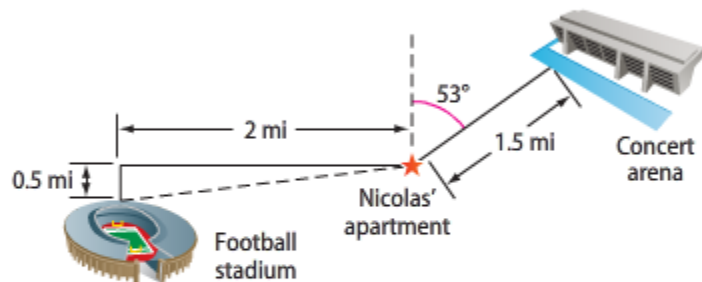 53°
2 mi
1.5 mi
Concert
arena
0.5 mi
Nicolas'
apartment
Football
stadium